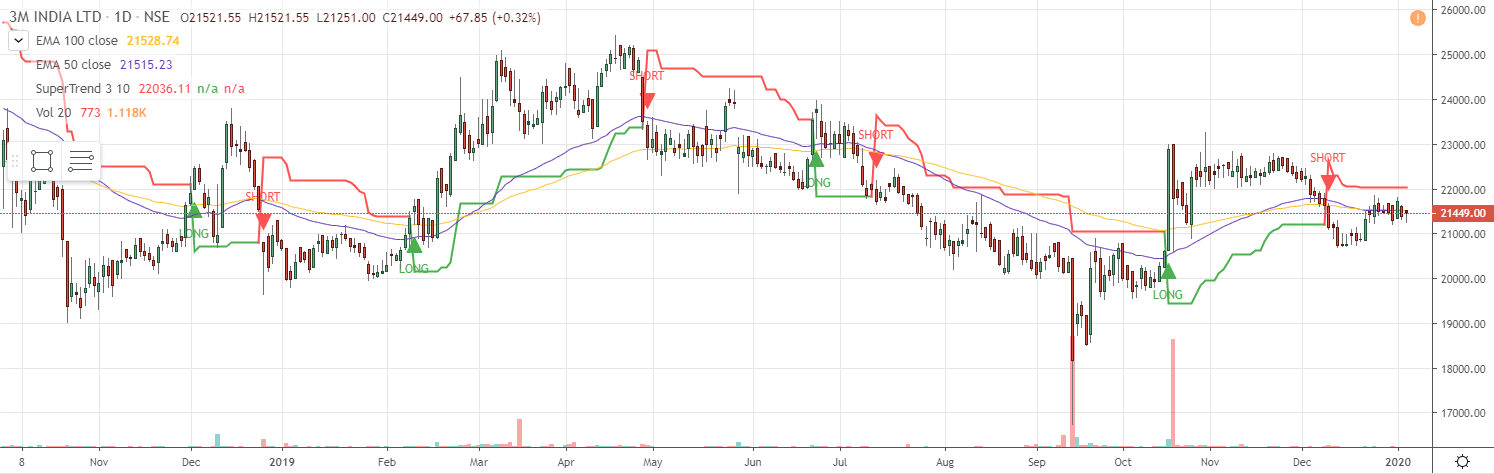 3M INDIA LTD · 1D · NSE O21521.55 H21521.55 L21251.00 C21449.00 +67.85 (+0.32%)
EMA 100 close 21528.74
EMA 50 close 21515.23
SuperTrend 3 10 22036.11 n/a n/a
Vol 20 773 1.118K
SHORT
SHORT
SHORT
SHORT
LONG
LONG
LONG
LONG
26000.00
25000.00
24000.00
23000.00
22000.00
21449.00
21000.00
20000.00
19000.00
18000.00
17000.00
8 Nov Dec 2019 Feb Mar Apr May Jun Jul Aug Sep Oct Nov Dec 2020